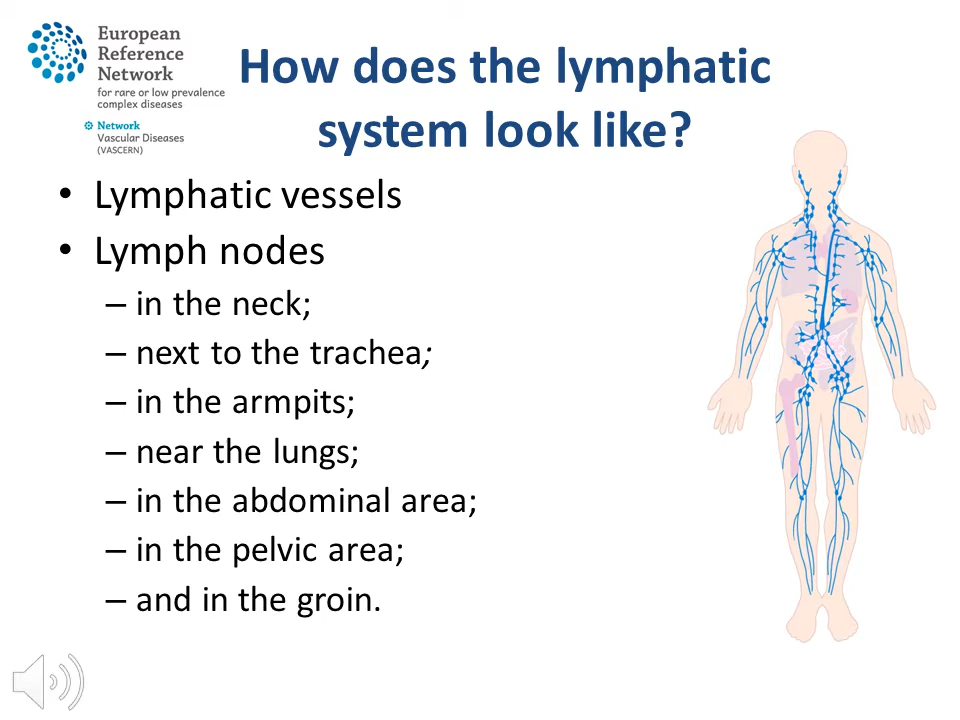 European
Reference
Network
for rare or low prevalence
complex diseases
Network
Vascular Diseases
(VASCERN)
How does the lymphatic
system look like?
• Lymphatic vessels
• Lymph nodes
– in the neck;
– next to the trachea;
– in the armpits;
– near the lungs;
– in the abdominal area;
– in the pelvic area;
– and in the groin.